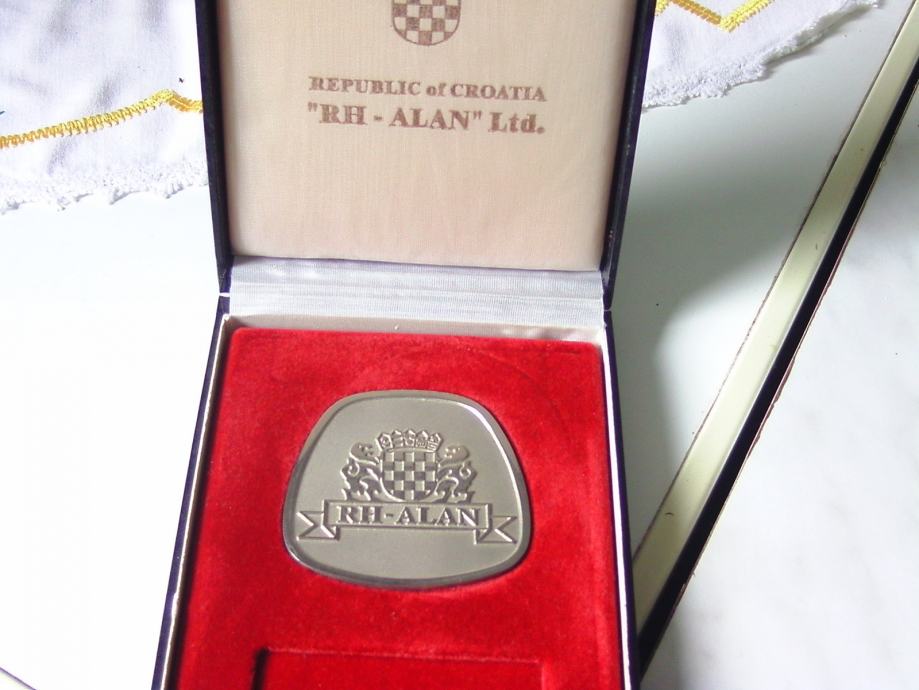 REPUBLIC of CROATIA
"RH - ALAN" Ltd.
RH-ALAN